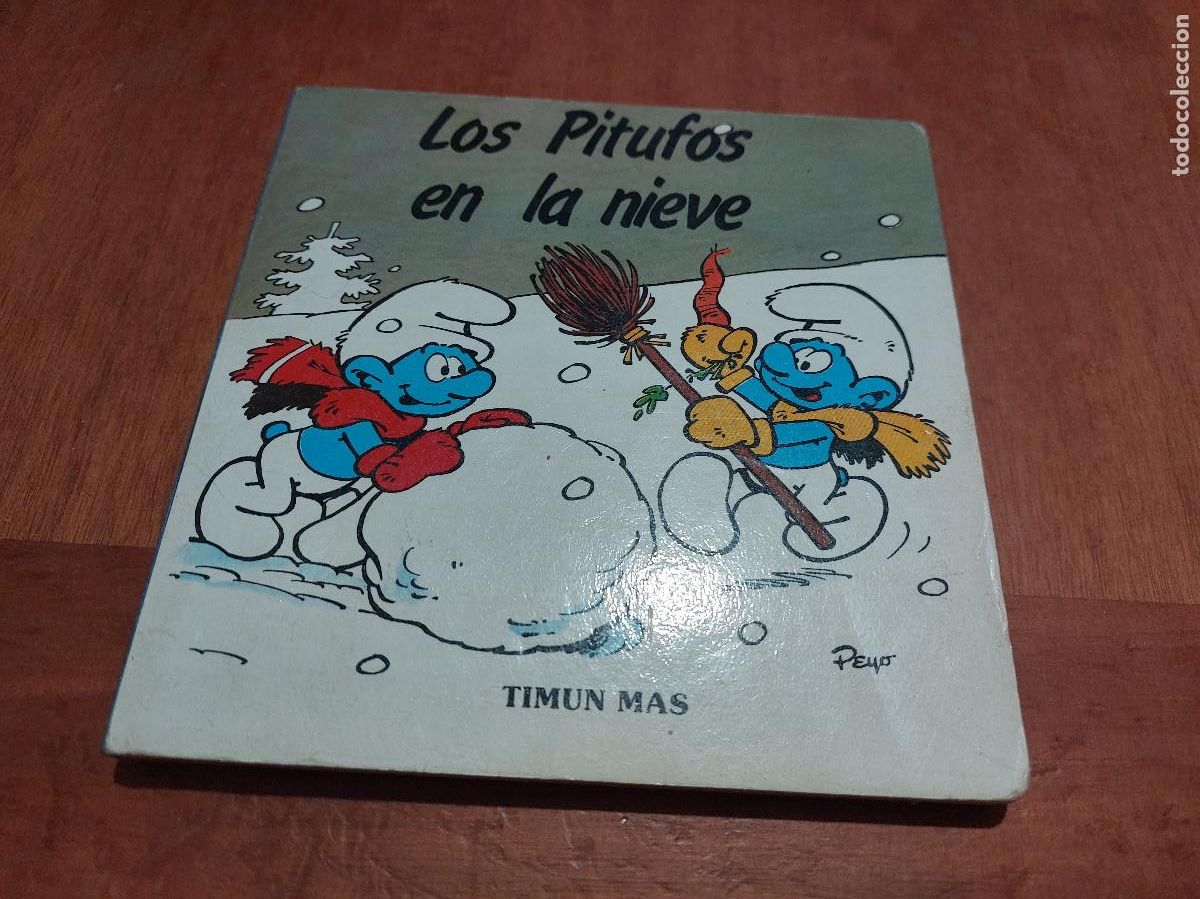 Los Pitufos
en la nieve
Peyo
TIMUN MAS
todocoleccion